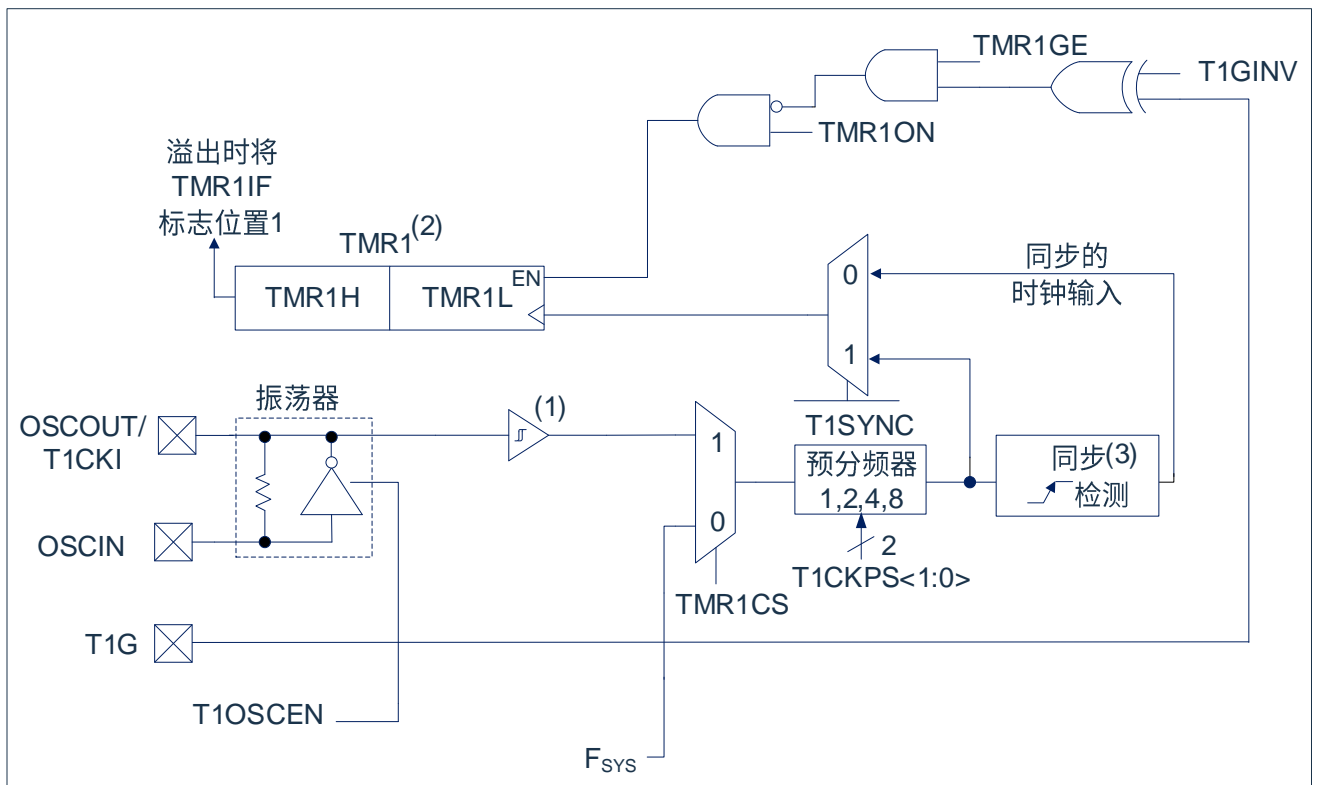 TMR1GE
T1GINV
TMR1ON
溢出时将
TMR1IF
标志位置1
TMR1(2)
EN
TMR1H
TMR1L
0
同步的
时钟输入
1
T1SYNC
振荡器
(1)
OSCOUT/
T1CKI
1
预分频器
1,2,4,8
同步(3)
检测
0
OSCIN
2
T1CKPS<1:0>
TMR1CS
T1G
T1OSCEN
FSYS